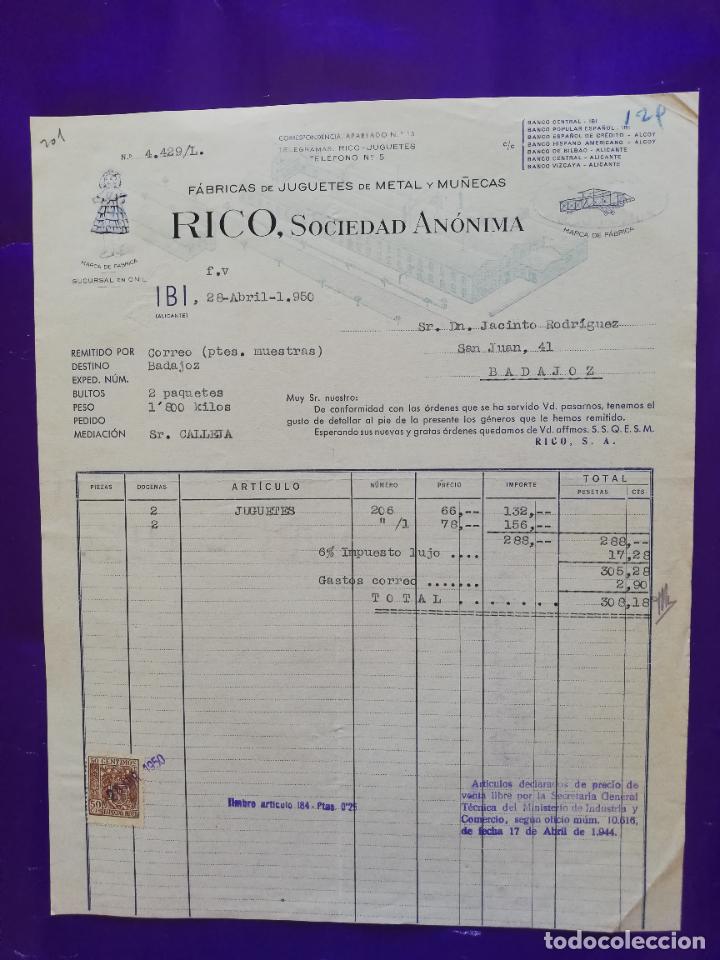 201
128
CORRESPONDENCIA, APARTADO N.º 13
TELEGRAMAS, RICO-JUGUETES
TELÉFONO Nº 5
c/c
BANCO CENTRAL - IBI
BANCO POPULAR ESPAÑOL - IBI
BANCO ESPAÑOL DE CRÉDITO - ALCOY
BANCO HISPANO AMERICANO - ALCOY
BANCO DE BILBAO - ALICANTE
BANCO CENTRAL - ALICANTE
BANCO VIZCAYA - ALICANTE
N.º 4.429/L.
FÁBRICAS DE JUGUETES DE METAL Y MUÑECAS
RICO, SOCIEDAD ANÓNIMA
MARCA DE FÁBRICA
SUCURSAL EN ONIL
MARCA DE FÁBRICA
f.v
IBI, 28-Abril-1.950
(ALICANTE)
Sr. Dn. Jacinto Rodríguez
San Juan, 41
BADAJOZ
REMITIDO POR Correo (ptes. muestras)
DESTINO Badajoz
EXPED. NÚM.
BULTOS 2 paquetes
PESO 1'800 kilos
PEDIDO
MEDIACIÓN Sr. CALLEJA
Muy Sr. nuestro:
De conformidad con las órdenes que se ha servido Vd. pasarnos, tenemos el
gusto de detallar al pie de la presente los géneros que le hemos remitido.
Esperando sus nuevas y gratas órdenes quedamos de Vd. affmos. S. S. Q. E. S. M.
RICO, S. A.
PIEZAS DOCENAS ARTÍCULO NÚMERO PRECIO IMPORTE TOTAL
PESETAS CTS.
2 JUGUETES 206 66,-- 132,--
2 " /1 78,-- 156,--
288,-- 288,--
6% Impuesto lujo .... 17,28
305,28
Gastos correo ....... 2,90
TOTAL . . . . . . . 308,18
50 CENTIMOS
50
1950
Timbre artículo 184 - Ptas. 0'25
Artículos declarados de precio de
venta libre por la Secretaría General
Técnica del Ministerio de Industria y
Comercio, según oficio núm. 10.616,
de fecha 17 de Abril de 1.944.
todocoleccion